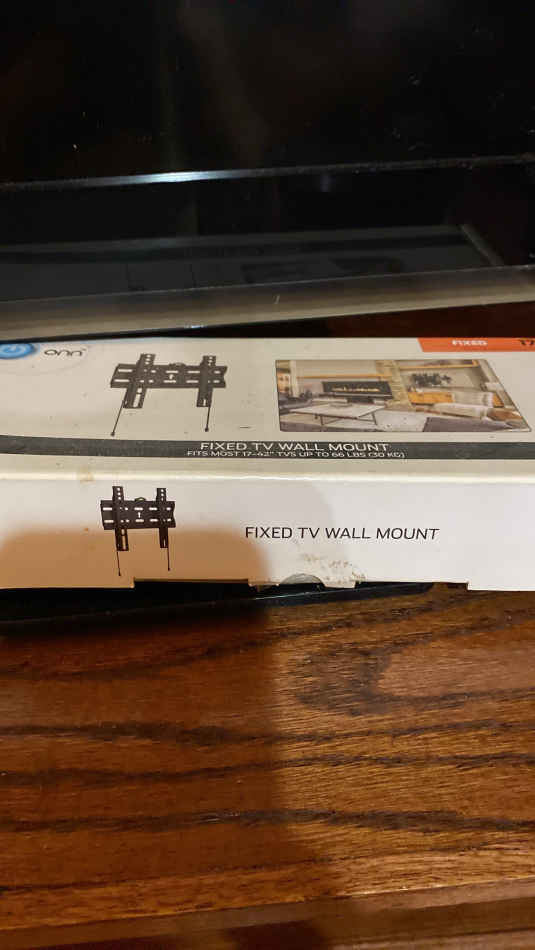 onn
FIXED
FIXED TV WALL MOUNT
FITS MOST 17-42" TVS UP TO 66 LBS (30 KG)
FIXED TV WALL MOUNT